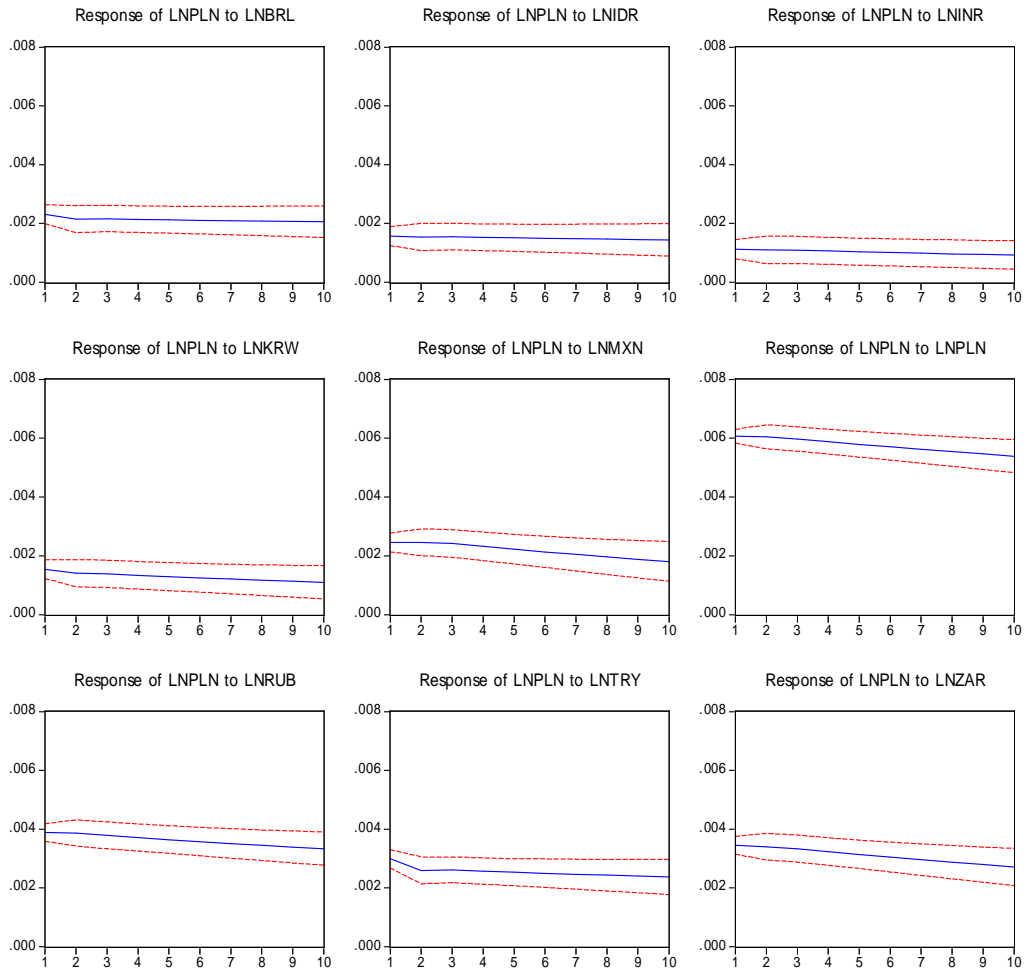 Response of LNPLN to LNBRL
.008
.006
.004
.002
.000
1 2 3 4 5 6 7 8 9 10
Response of LNPLN to LNIDR
.008
.006
.004
.002
.000
1 2 3 4 5 6 7 8 9 10
Response of LNPLN to LNINR
.008
.006
.004
.002
.000
1 2 3 4 5 6 7 8 9 10
Response of LNPLN to LNKRW
.008
.006
.004
.002
.000
1 2 3 4 5 6 7 8 9 10
Response of LNPLN to LNMXN
.008
.006
.004
.002
.000
1 2 3 4 5 6 7 8 9 10
Response of LNPLN to LNPLN
.008
.006
.004
.002
.000
1 2 3 4 5 6 7 8 9 10
Response of LNPLN to LNRUB
.008
.006
.004
.002
.000
1 2 3 4 5 6 7 8 9 10
Response of LNPLN to LNTRY
.008
.006
.004
.002
.000
1 2 3 4 5 6 7 8 9 10
Response of LNPLN to LNZAR
.008
.006
.004
.002
.000
1 2 3 4 5 6 7 8 9 10